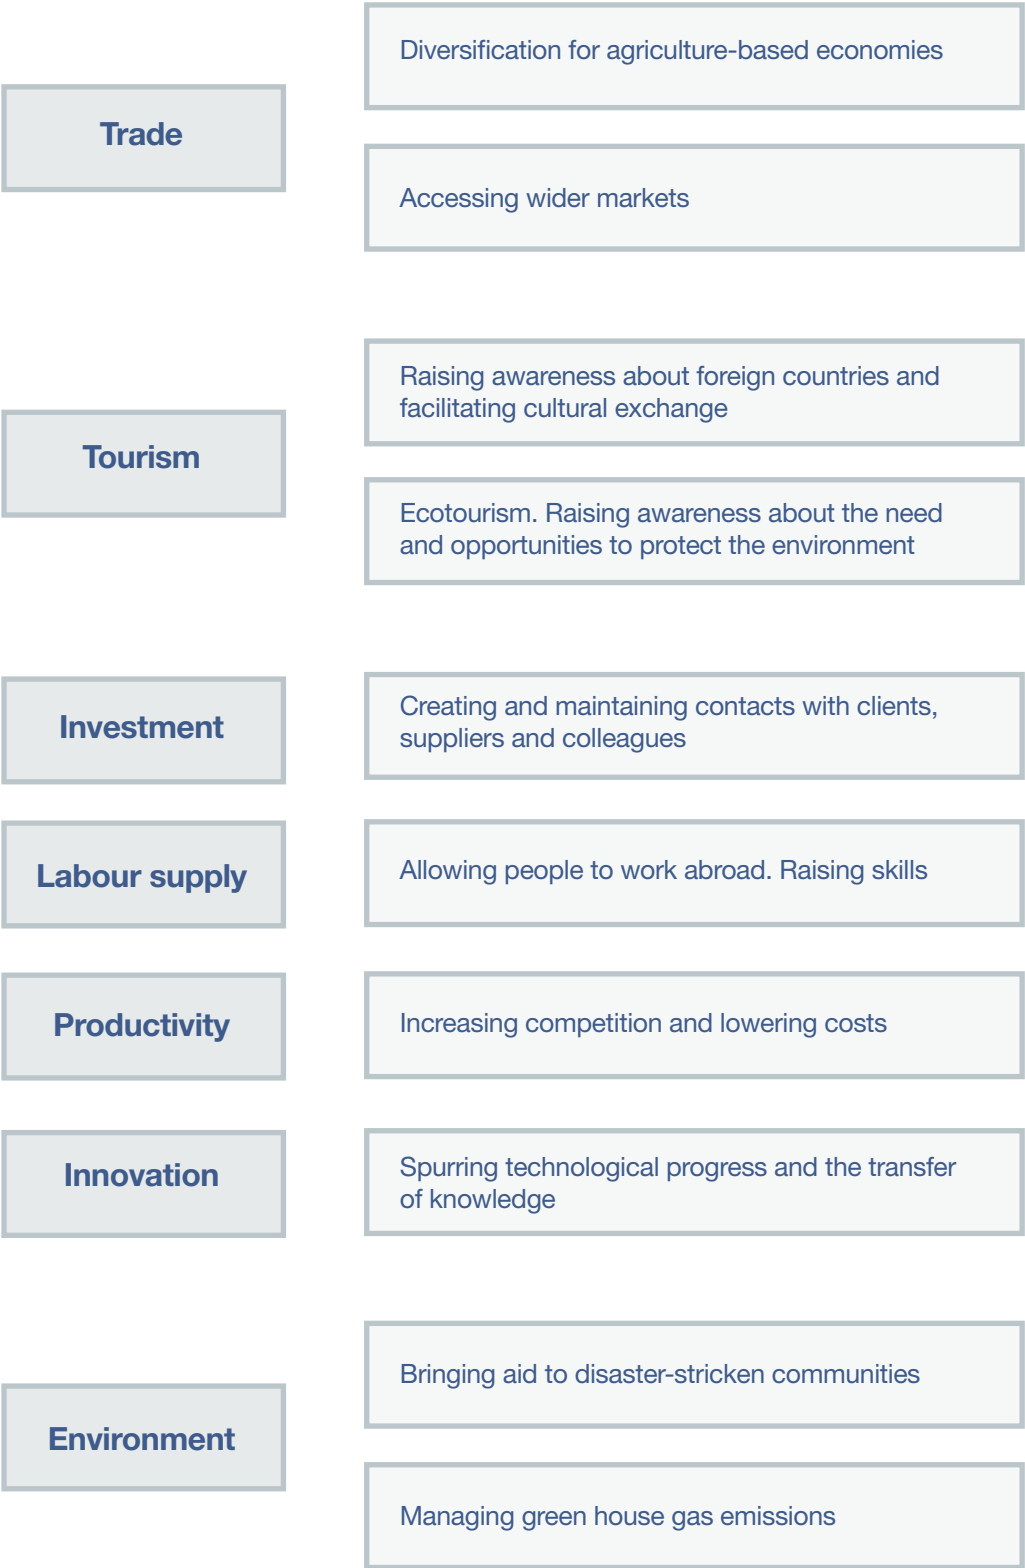 Trade
Diversification for agriculture-based economies
Accessing wider markets
Tourism
Raising awareness about foreign countries and
facilitating cultural exchange
Ecotourism. Raising awareness about the need
and opportunities to protect the environment
Investment
Creating and maintaining contacts with clients,
suppliers and colleagues
Labour supply
Allowing people to work abroad. Raising skills
Productivity
Increasing competition and lowering costs
Innovation
Spurring technological progress and the transfer
of knowledge
Environment
Bringing aid to disaster-stricken communities
Managing green house gas emissions